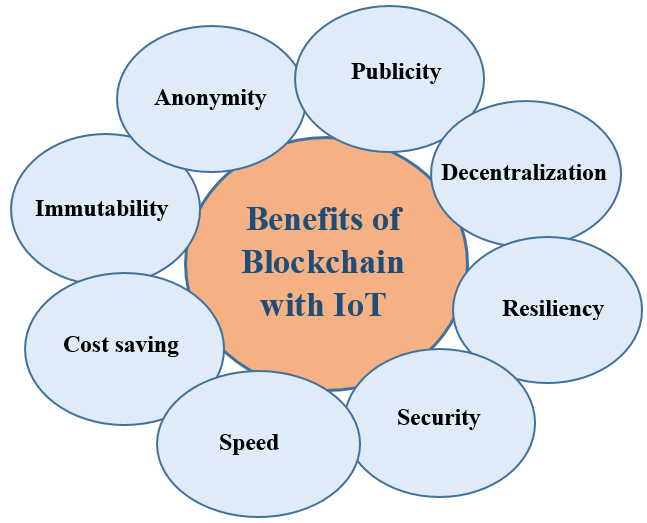 Publicity
Anonymity
Decentralization
Immutability
Benefits of
Blockchain
with IoT
Resiliency
Cost saving
Security
Speed